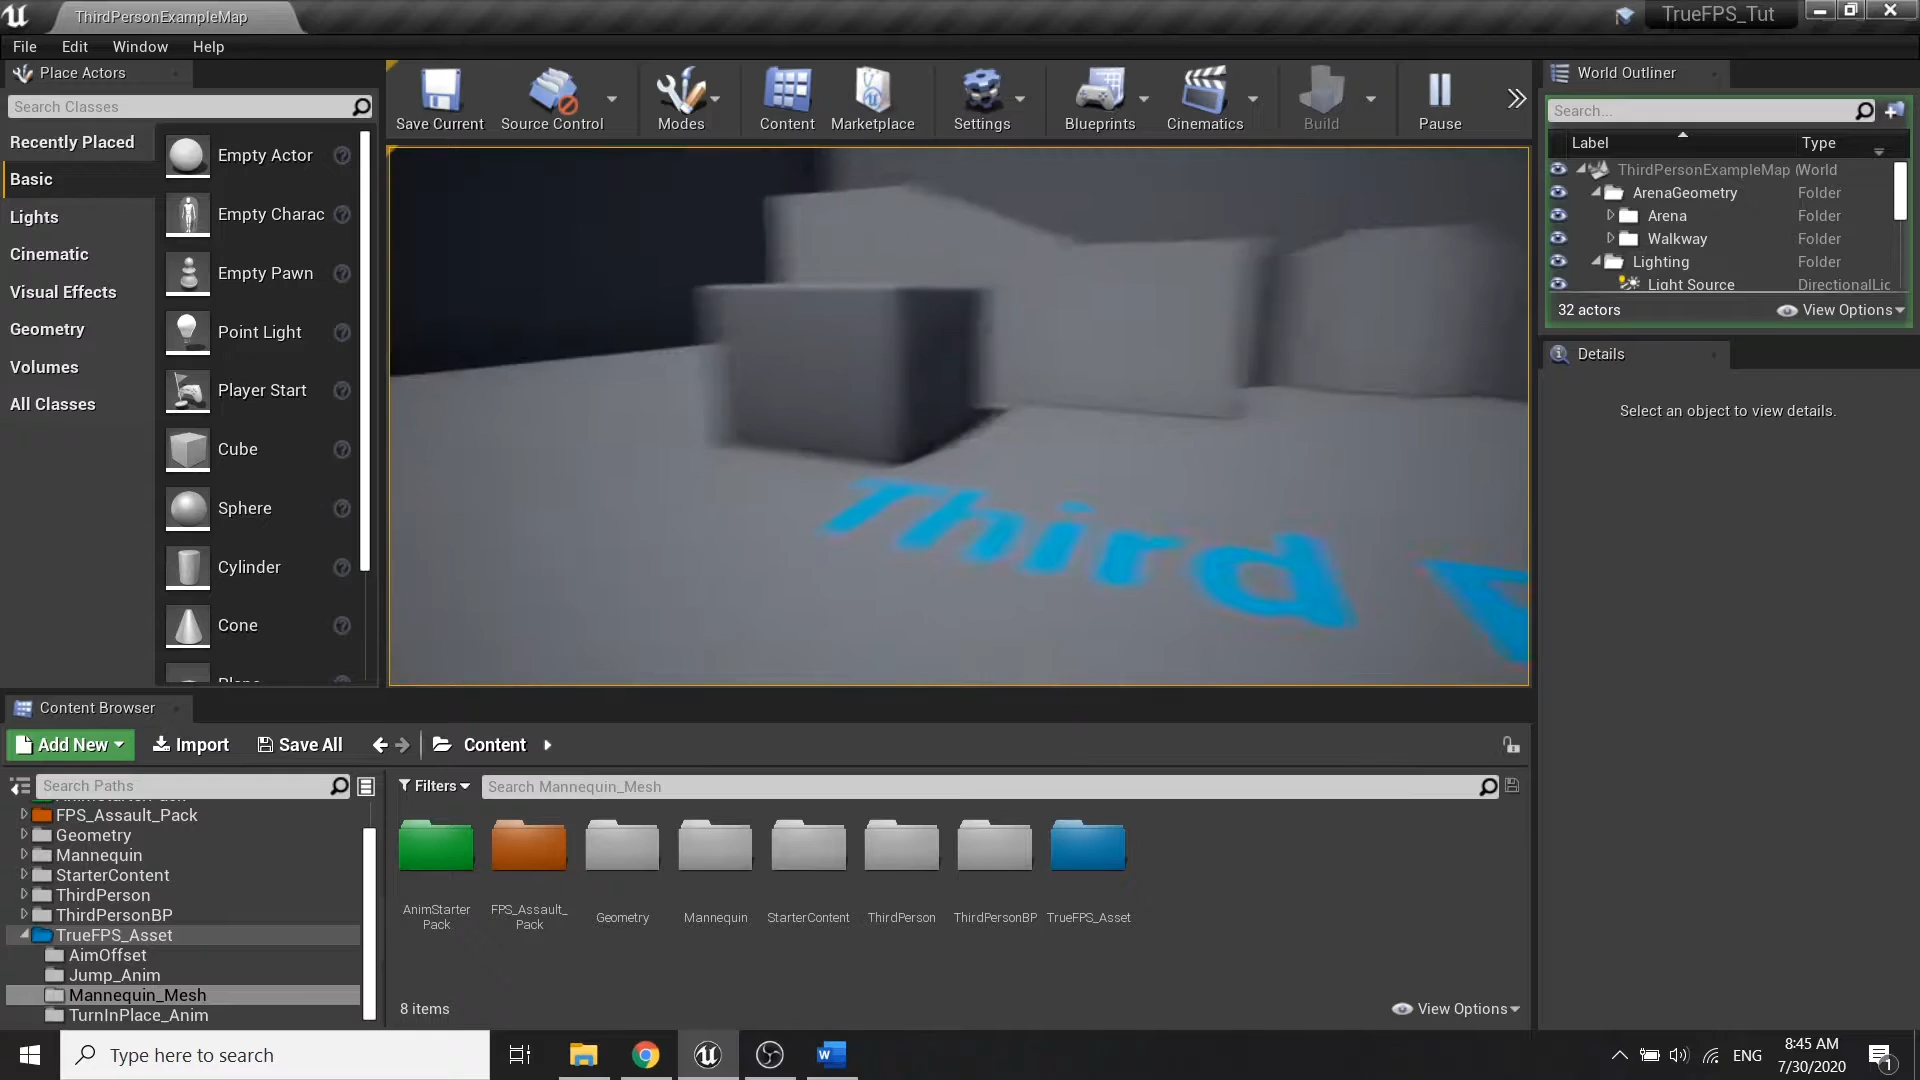 ThirdPersonExampleMap
TrueFPS_Tut
File Edit Window Help
Place Actors
Search Classes
Recently Placed
Basic
Lights
Cinematic
Visual Effects
Geometry
Volumes
All Classes
Empty Actor
Empty Charac
Empty Pawn
Point Light
Player Start
Cube
Sphere
Cylinder
Cone
Save Current
Source Control
Modes
Content
Marketplace
Settings
Blueprints
Cinematics
Build
Pause
Third
World Outliner
Search...
Label Type
ThirdPersonExampleMap (World
ArenaGeometry Folder
Arena Folder
Walkway Folder
Lighting Folder
Light Source DirectionalLig
32 actors
View Options
Details
Select an object to view details.
Content Browser
Add New Import Save All Content
Search Paths
FPS_Assault_Pack
Geometry
Mannequin
StarterContent
ThirdPerson
ThirdPersonBP
TrueFPS_Asset
AimOffset
Jump_Anim
Mannequin_Mesh
TurnInPlace_Anim
Filters
Search Mannequin_Mesh
AnimStarter
Pack
FPS_Assault_
Pack
Geometry
Mannequin
StarterContent
ThirdPerson
ThirdPersonBP
TrueFPS_Asset
8 items
View Options
Type here to search
ENG
8:45 AM
7/30/2020
1